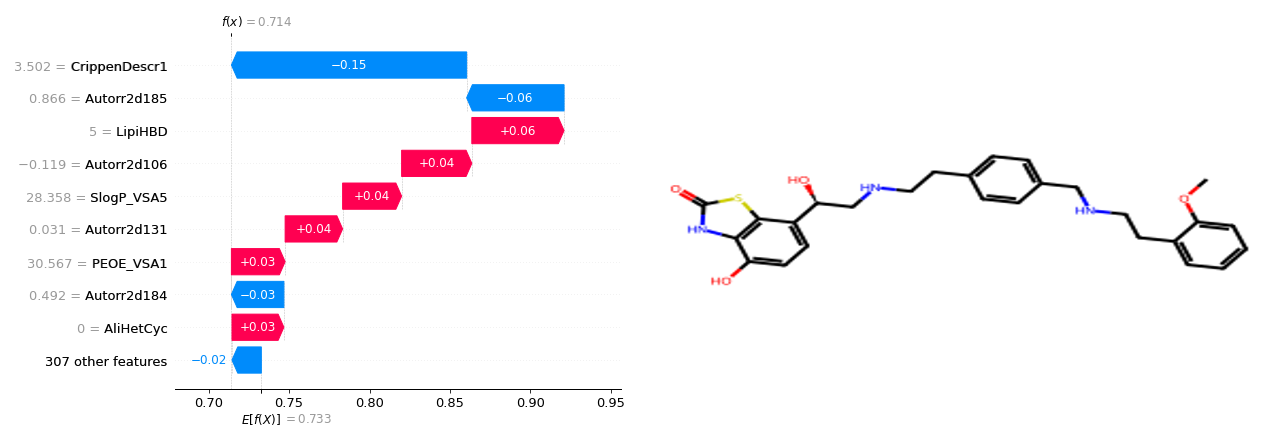 f(x) = 0.714
3.502 = CrippenDescr1
−0.15
0.866 = Autorr2d185
−0.06
5 = LipiHBD
+0.06
−0.119 = Autorr2d106
+0.04
28.358 = SlogP_VSA5
+0.04
0.031 = Autorr2d131
+0.04
30.567 = PEOE_VSA1
+0.03
0.492 = Autorr2d184
−0.03
0 = AliHetCyc
+0.03
307 other features
−0.02
0.70 0.75 0.80 0.85 0.90 0.95
E[f(X)] = 0.733
O
S
HN
HO
HO
HN
HN
O